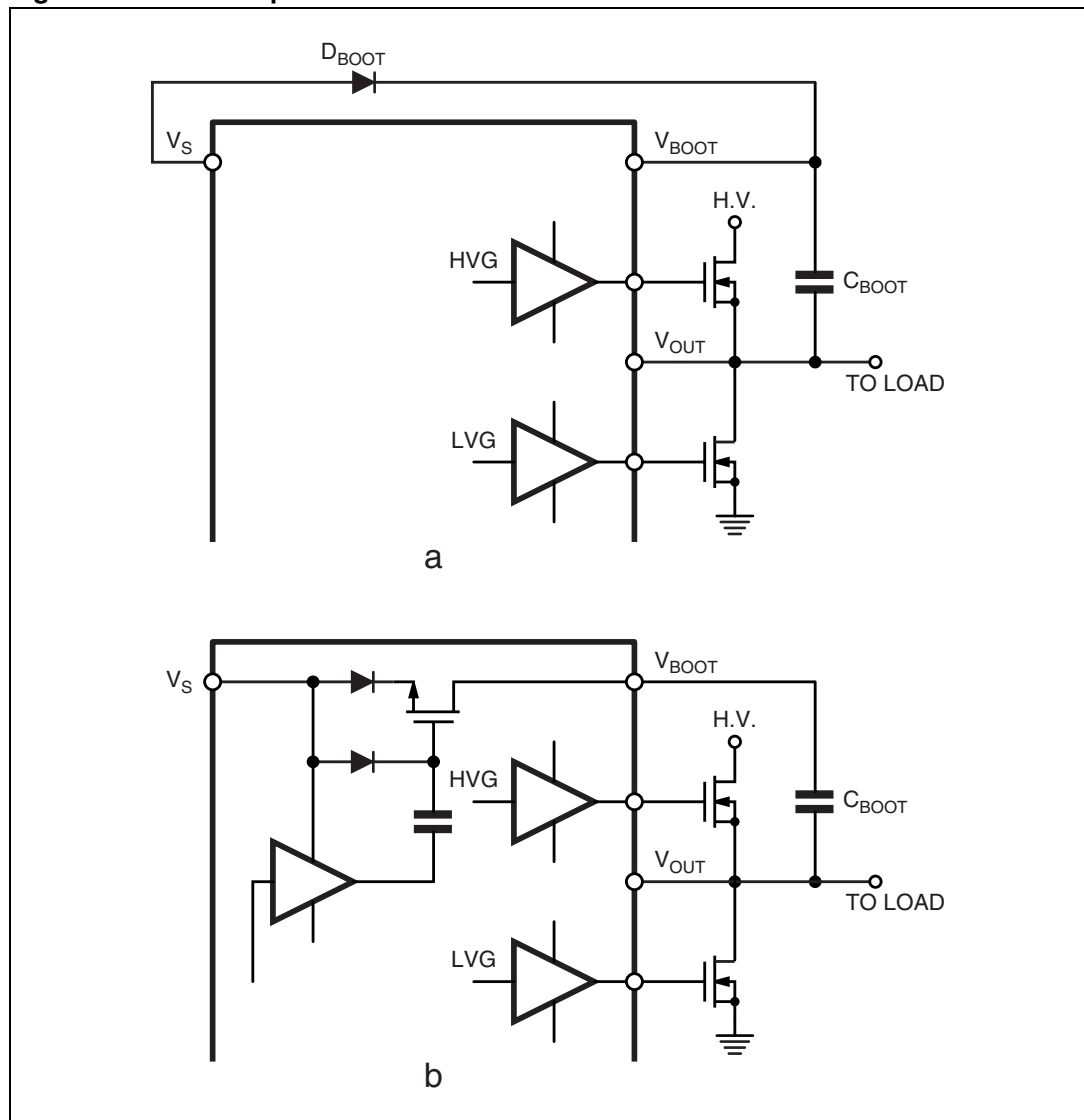 D_BOOT
V_S
V_BOOT
H.V.
HVG
C_BOOT
V_OUT
TO LOAD
LVG
a
V_S
V_BOOT
H.V.
HVG
C_BOOT
V_OUT
TO LOAD
LVG
b